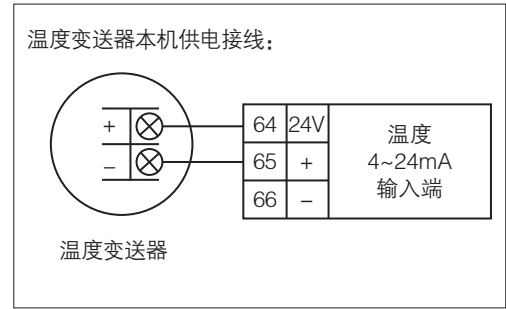 温度变送器本机供电接线：
+ 64 24V 温度
− 65 + 4~24mA
66 − 输入端
温度变送器